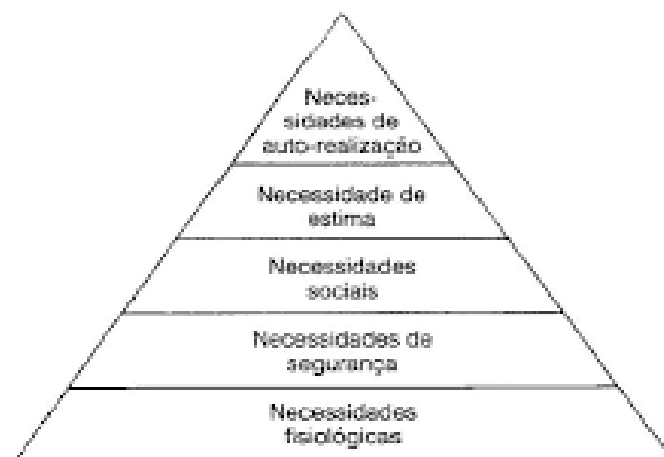 Neces-
sidades de
auto-realização
Necessidade de
estima
Necessidades
sociais
Necessidades de
segurança
Necessidades
fisiológicas